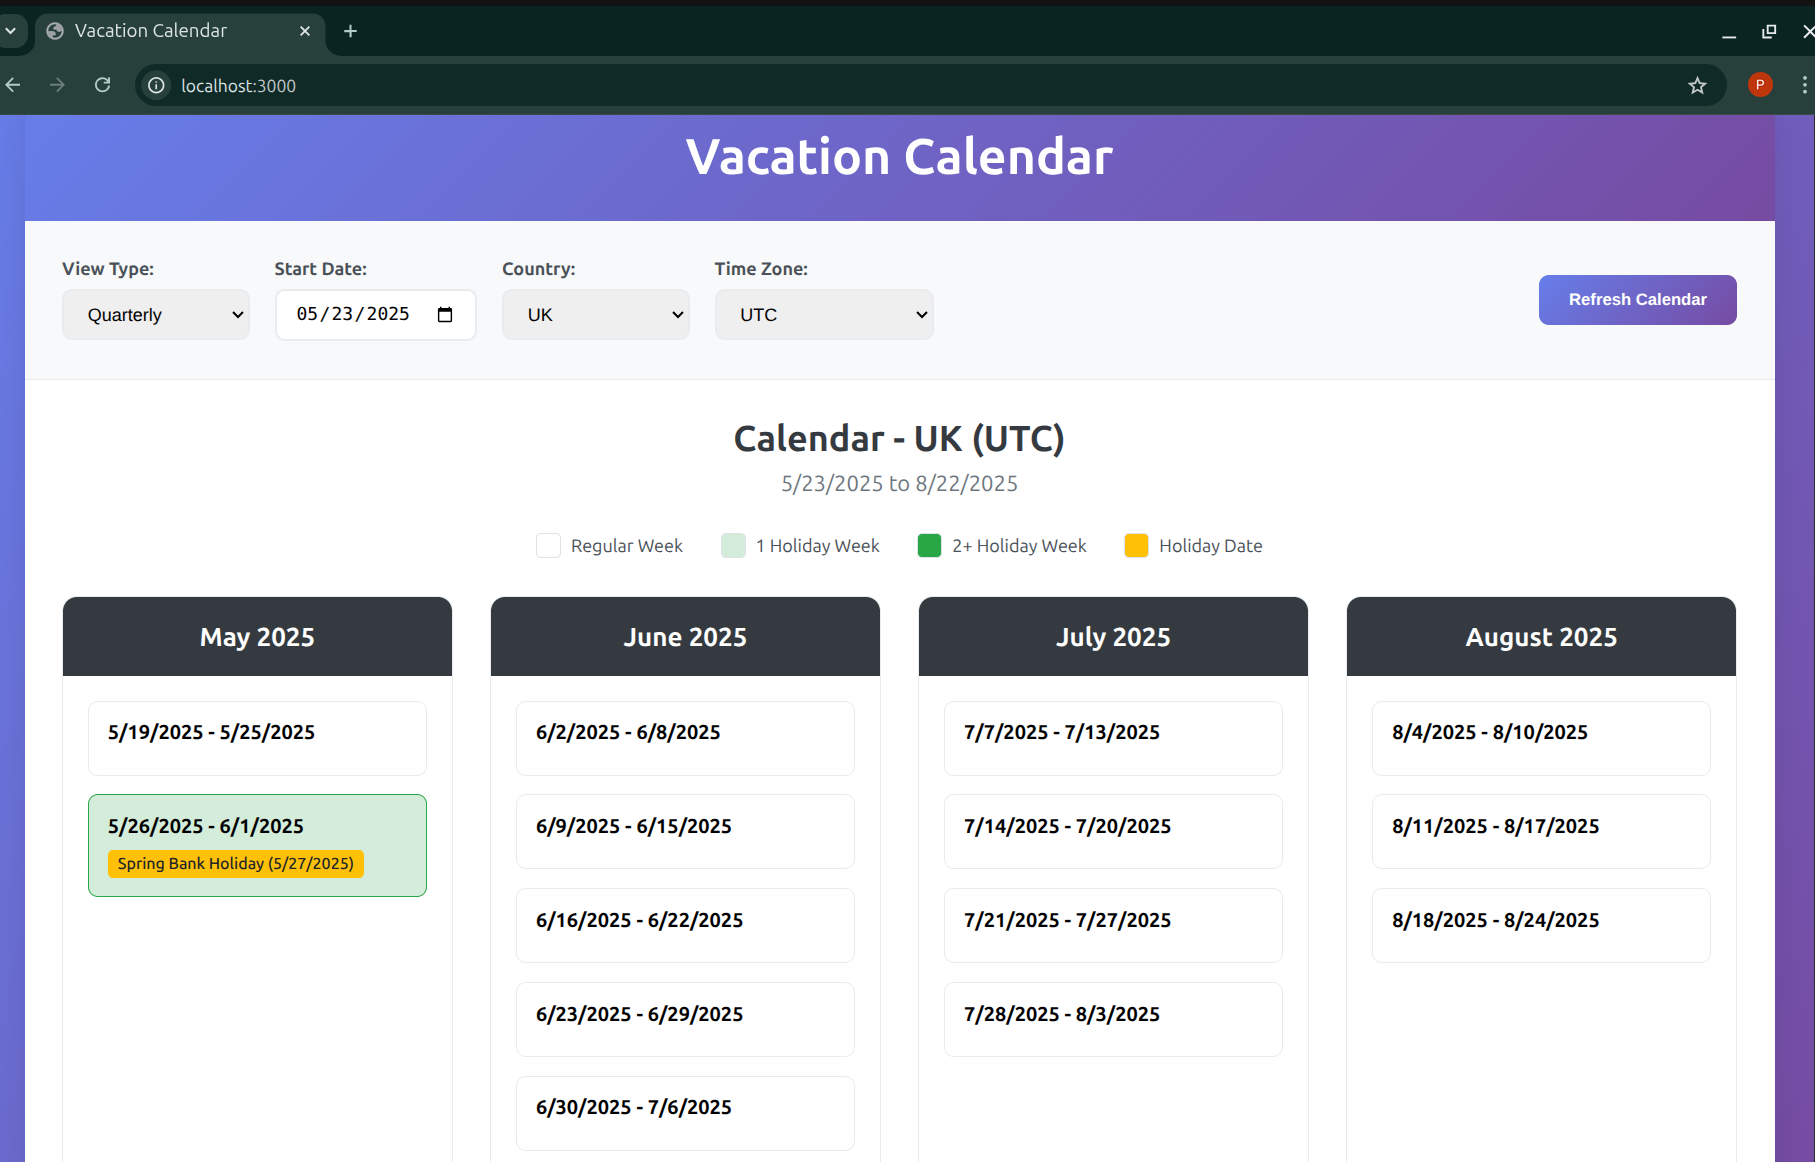 Vacation Calendar
localhost:3000
P
Vacation Calendar
View Type:
Start Date:
Country:
Time Zone:
Quarterly
05/23/2025
UK
UTC
Refresh Calendar
Calendar - UK (UTC)
5/23/2025 to 8/22/2025
Regular Week
1 Holiday Week
2+ Holiday Week
Holiday Date
May 2025
5/19/2025 - 5/25/2025
5/26/2025 - 6/1/2025
Spring Bank Holiday (5/27/2025)
June 2025
6/2/2025 - 6/8/2025
6/9/2025 - 6/15/2025
6/16/2025 - 6/22/2025
6/23/2025 - 6/29/2025
6/30/2025 - 7/6/2025
July 2025
7/7/2025 - 7/13/2025
7/14/2025 - 7/20/2025
7/21/2025 - 7/27/2025
7/28/2025 - 8/3/2025
August 2025
8/4/2025 - 8/10/2025
8/11/2025 - 8/17/2025
8/18/2025 - 8/24/2025